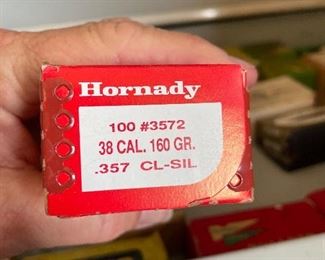 Hornady
100 #3572
38 CAL. 160 GR.
.357 CL-SIL